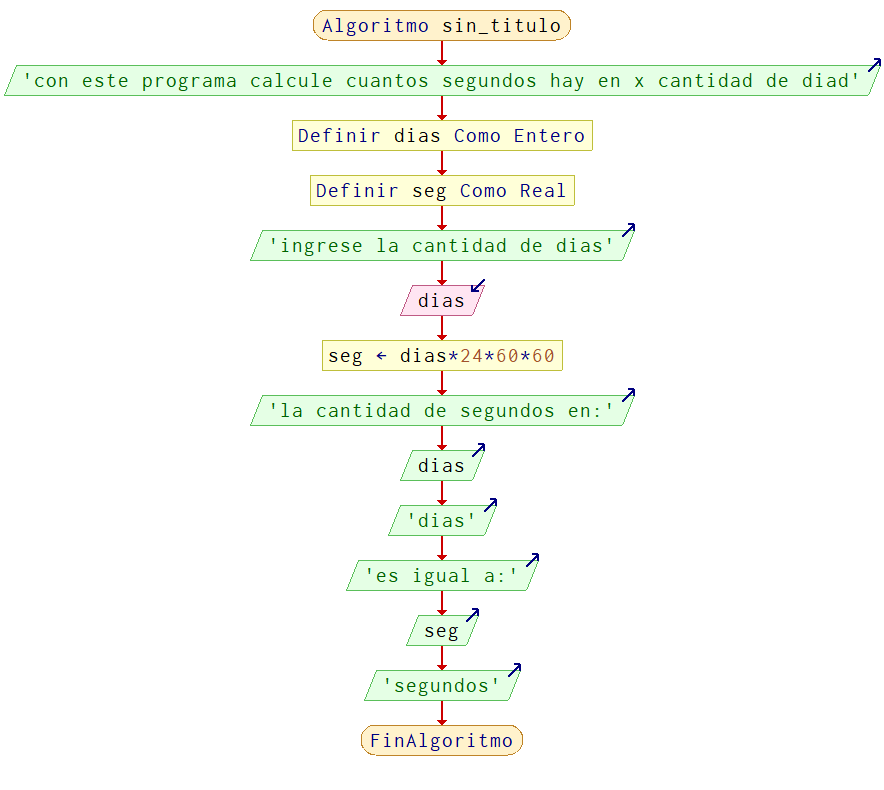 Algoritmo sin_titulo
'con este programa calcule cuantos segundos hay en x cantidad de diad'
Definir dias Como Entero
Definir seg Como Real
'ingrese la cantidad de dias'
dias
seg ← dias*24*60*60
'la cantidad de segundos en:'
dias
'dias'
'es igual a:'
seg
'segundos'
FinAlgoritmo